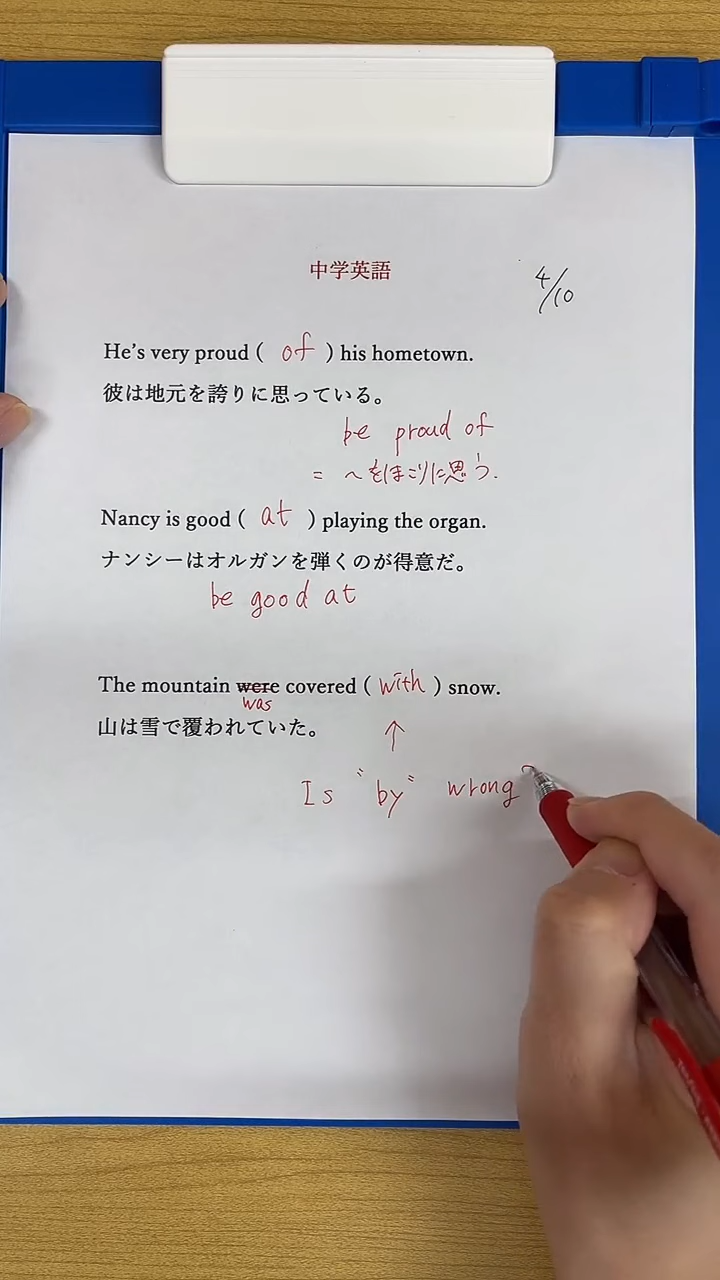 中学英語
4/10
He's very proud ( of ) his hometown.
彼は地元を誇りに思っている。
be proud of
= ~をほこりに思う.
Nancy is good ( at ) playing the organ.
ナンシーはオルガンを弾くのが得意だ。
be good at
The mountain were covered ( with ) snow.
was
山は雪で覆われていた。
↑
Is "by" wrong?